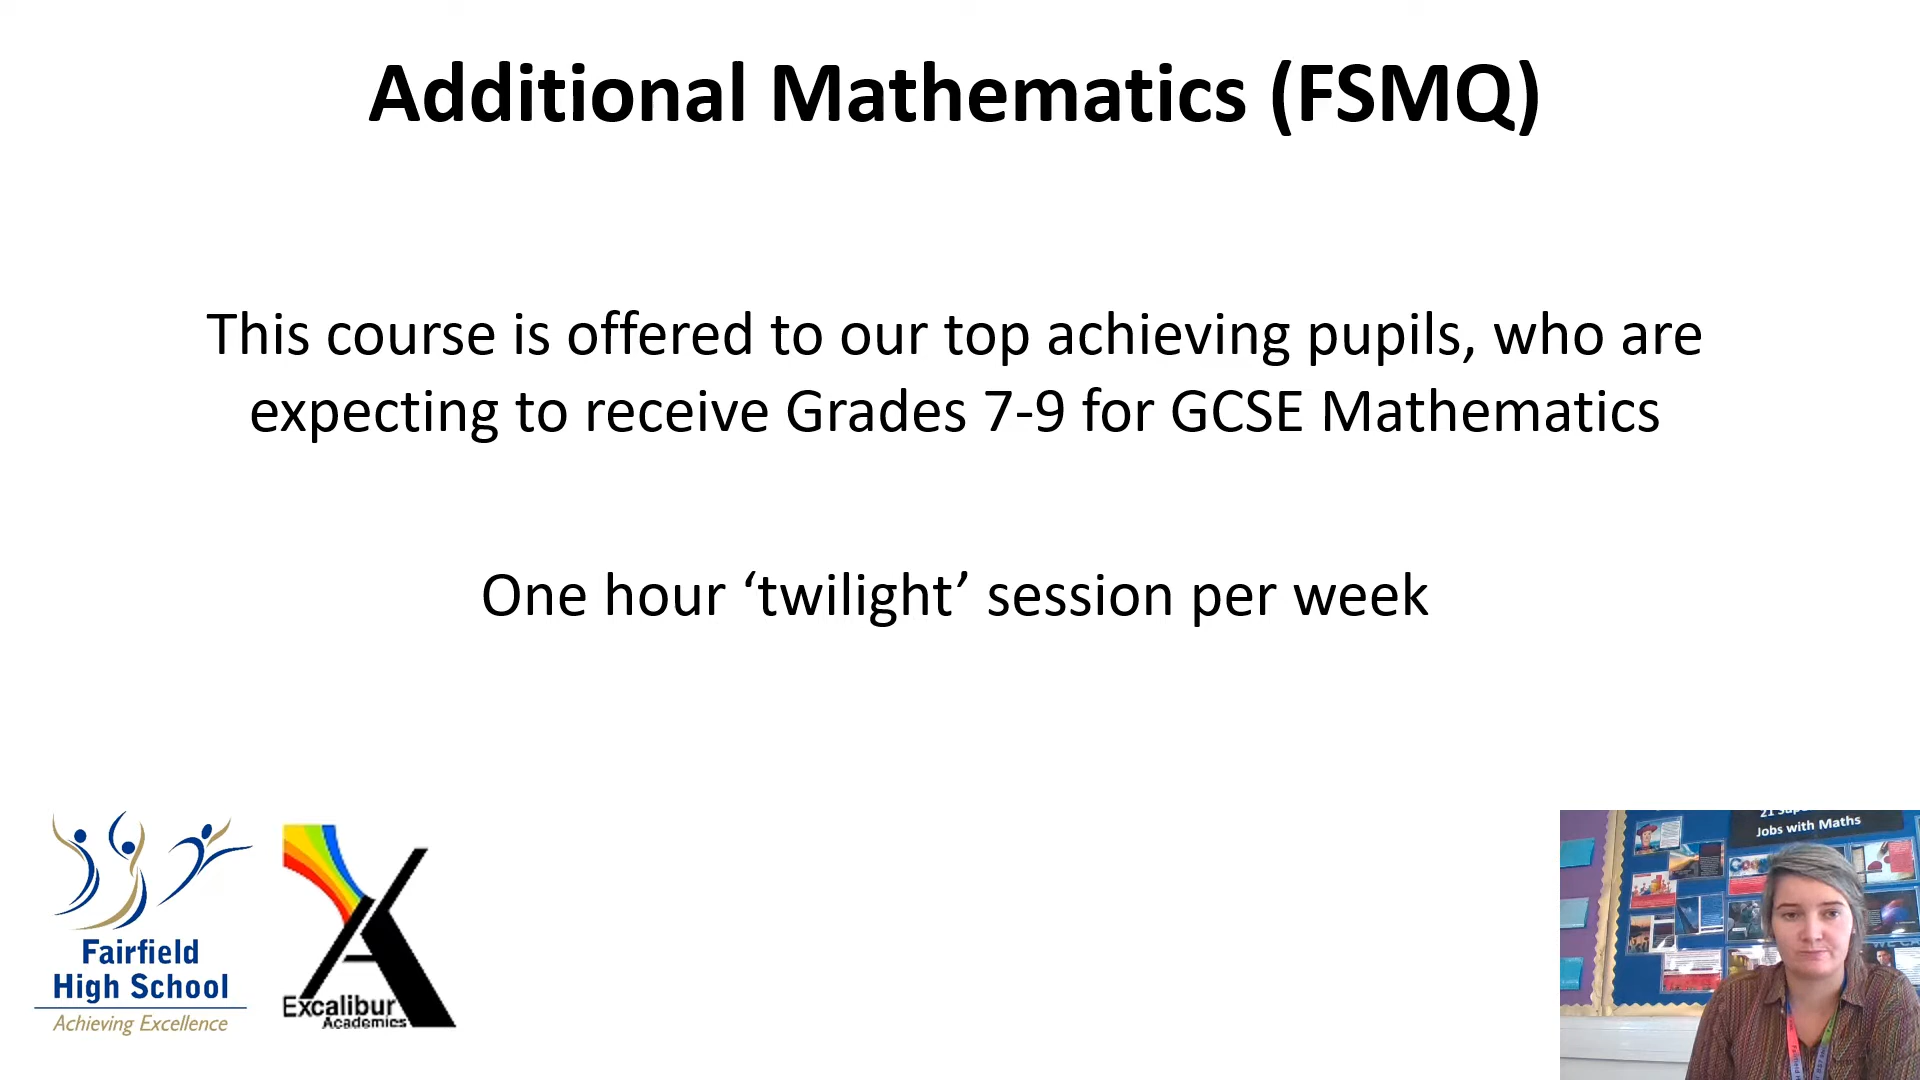 Additional Mathematics (FSMQ)
This course is offered to our top achieving pupils, who are
expecting to receive Grades 7-9 for GCSE Mathematics
One hour ‘twilight’ session per week
Fairfield
High School
Achieving Excellence
Excalibur
Academies
21
Jobs with Maths